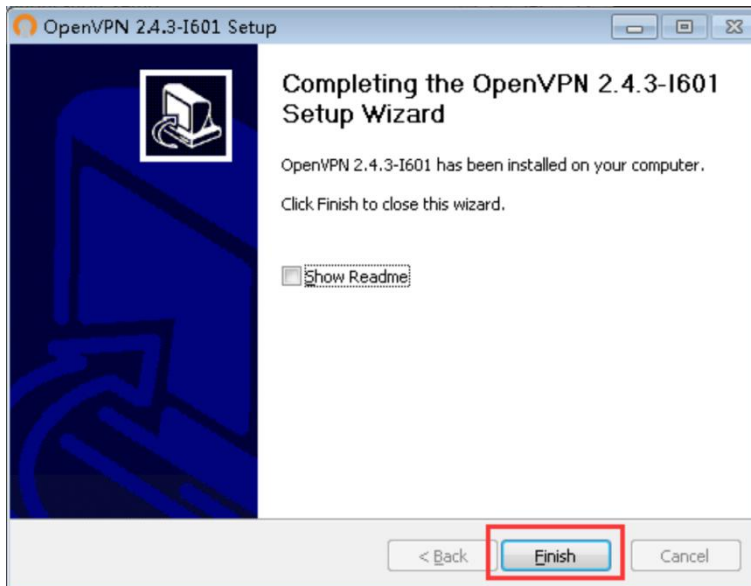 OpenVPN 2.4.3-I601 Setup
Completing the OpenVPN 2.4.3-I601
Setup Wizard
OpenVPN 2.4.3-I601 has been installed on your computer.
Click Finish to close this wizard.
Show Readme
< Back
Finish
Cancel